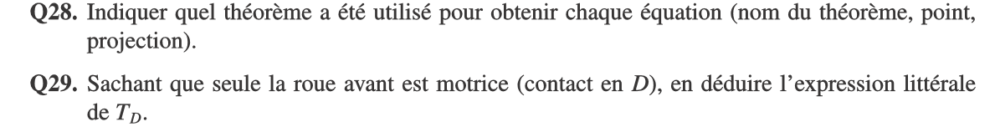 Q28. Indiquer quel théorème a été utilisé pour obtenir chaque équation (nom du théorème, point,
projection).
Q29. Sachant que seule la roue avant est motrice (contact en D), en déduire l’expression littérale
de T_D.